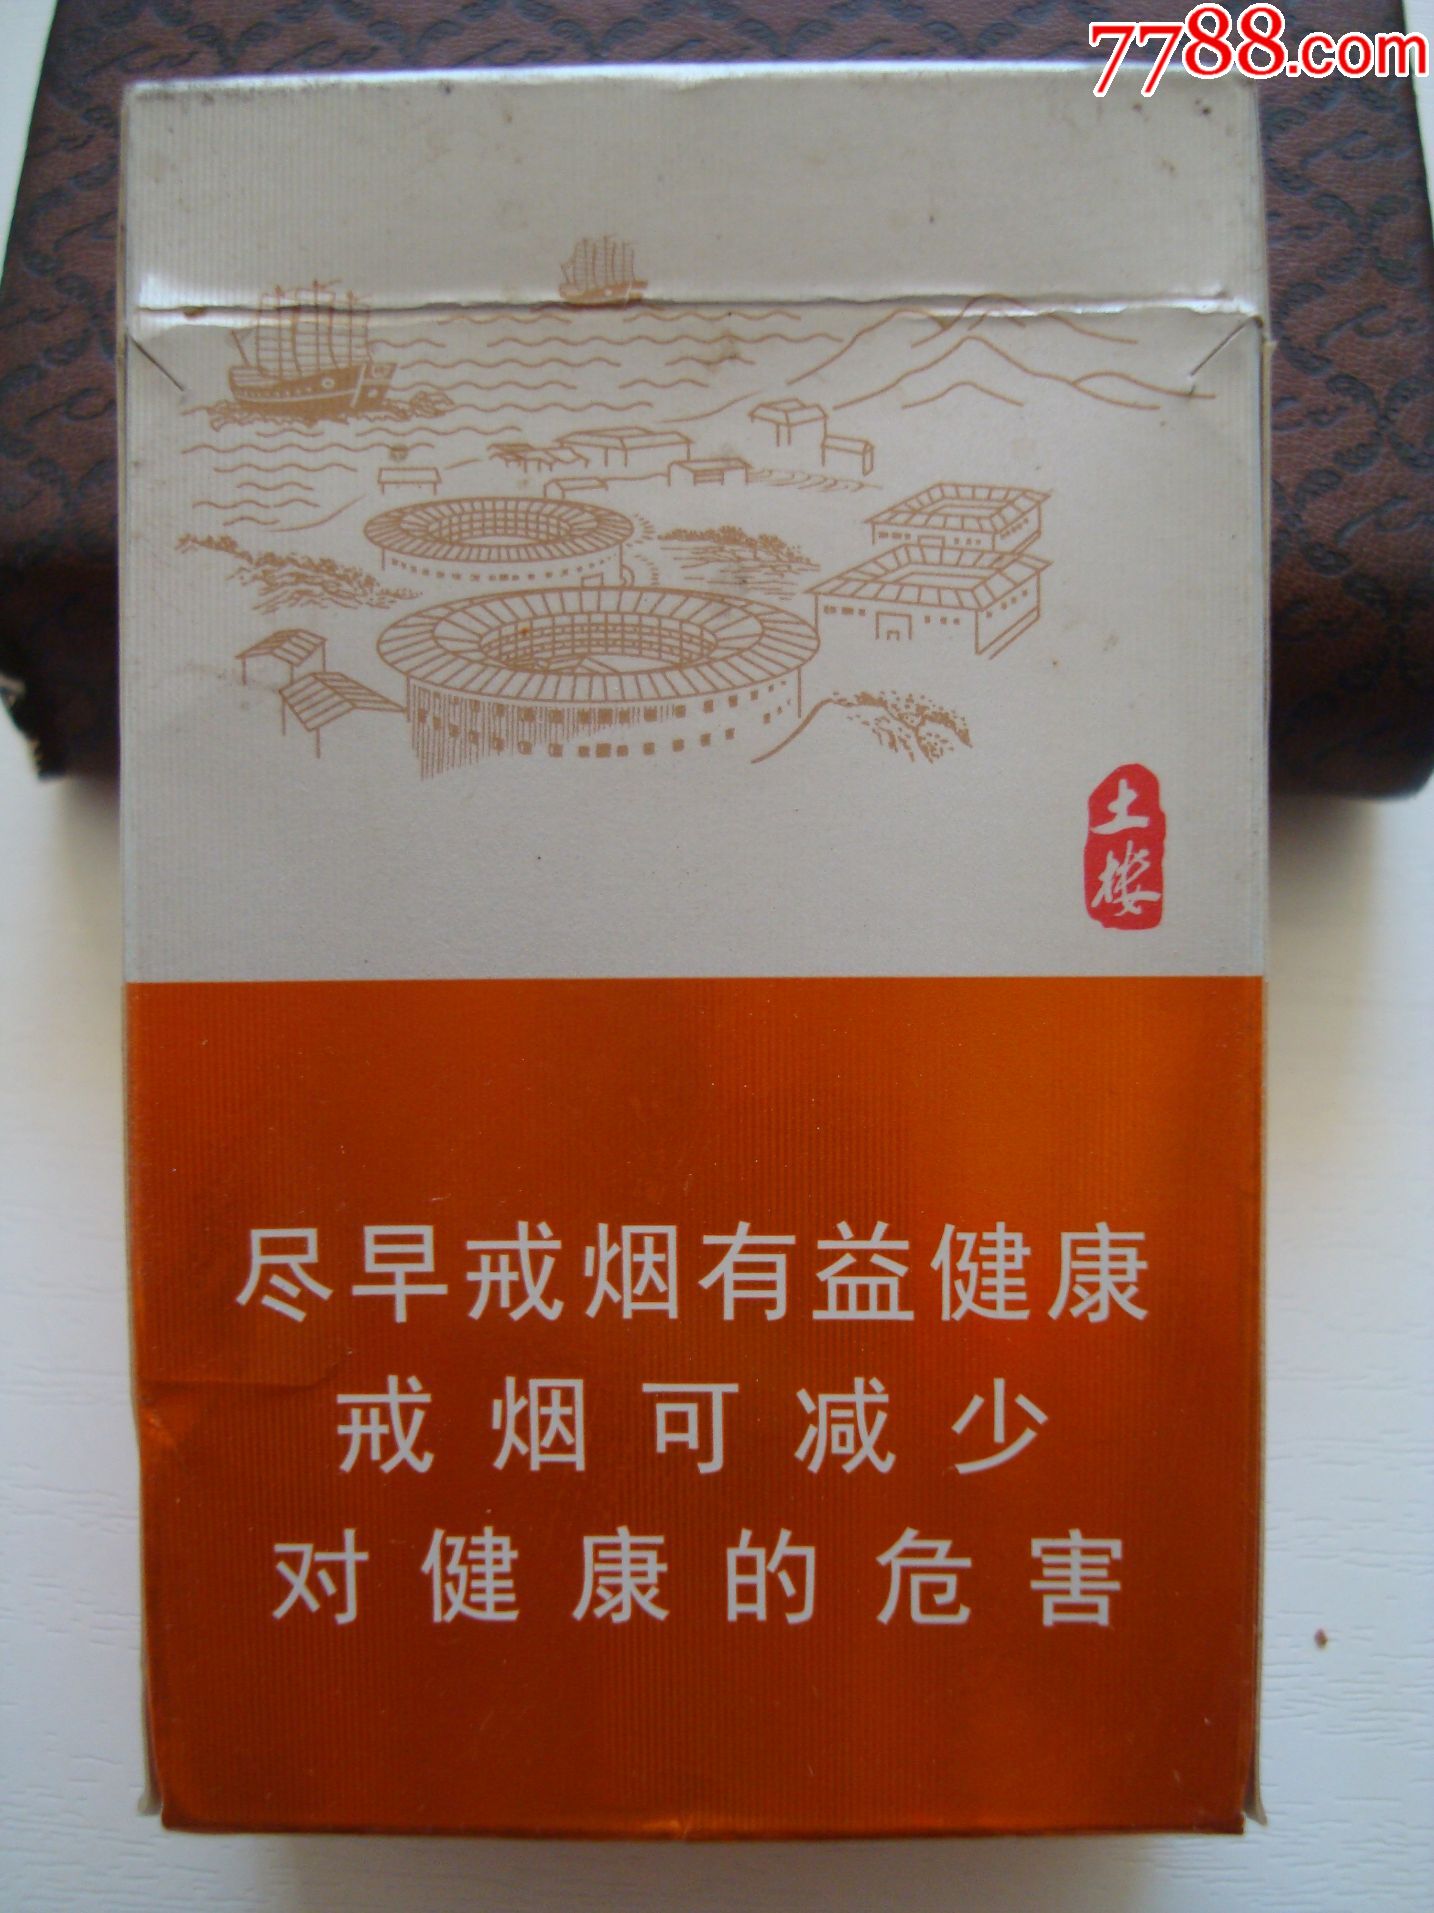 7788.com
土楼
尽早戒烟有益健康
戒烟可减少
对健康的危害